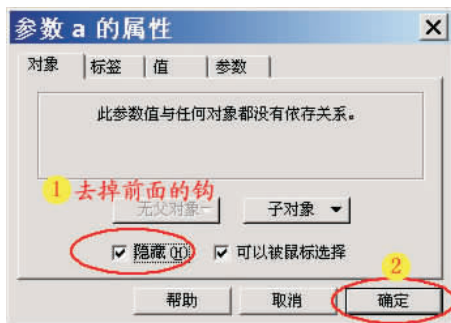 参数 a 的属性
对象 标签 值 参数
此参数值与任何对象都没有依存关系。
1 去掉前面的钩
无父对象 子对象
隐藏(H) 可以被鼠标选择
2
帮助 取消 确定